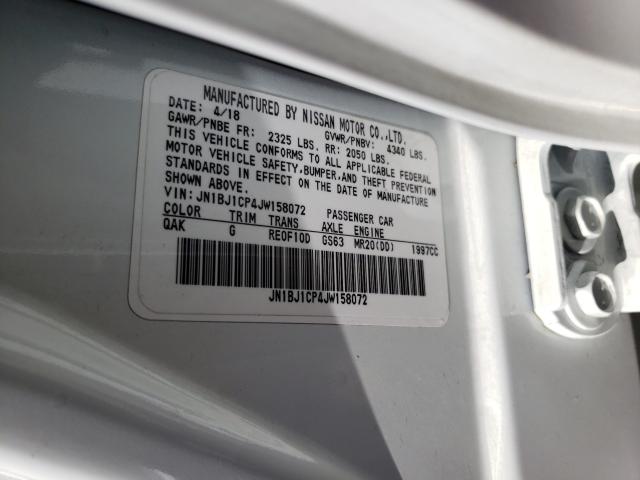 MANUFACTURED BY NISSAN MOTOR CO.,LTD.
DATE: 4/18 GVWR/PNBV: 4340 LBS.
GAWR/PNBE FR: 2325 LBS. RR: 2050 LBS.
THIS VEHICLE CONFORMS TO ALL APPLICABLE FEDERAL
MOTOR VEHICLE SAFETY,BUMPER,AND THEFT PREVENTION
STANDARDS IN EFFECT ON THE DATE OF MANUFACTURE
SHOWN ABOVE.
VIN: JN1BJ1CP4JW158072 PASSENGER CAR
COLOR TRIM TRANS AXLE ENGINE
QAK G RE0F10D GS63 MR20(DD) 1997CC
JN1BJ1CP4JW158072